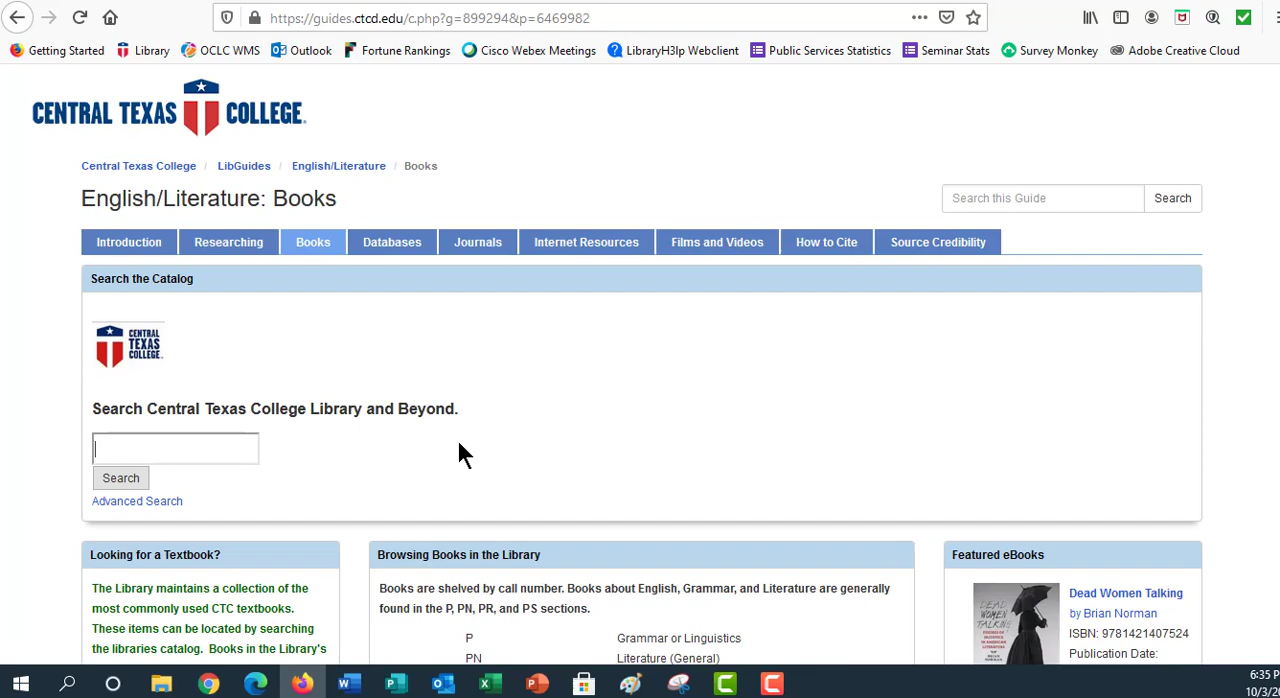 https://guides.ctcd.edu/c.php?g=899294&p=6469982
Getting Started Library OCLC WMS Outlook Fortune Rankings Cisco Webex Meetings LibraryH3lp Webclient Public Services Statistics Seminar Stats Survey Monkey Adobe Creative Cloud
CENTRAL TEXAS COLLEGE
Central Texas College / LibGuides / English/Literature / Books
English/Literature: Books
Search this Guide Search
Introduction Researching Books Databases Journals Internet Resources Films and Videos How to Cite Source Credibility
Search the Catalog
CENTRAL
TEXAS
COLLEGE
Search Central Texas College Library and Beyond.
Search
Advanced Search
Looking for a Textbook?
The Library maintains a collection of the
most commonly used CTC textbooks.
These items can be located by searching
the libraries catalog. Books in the Library's
Browsing Books in the Library
Books are shelved by call number. Books about English, Grammar, and Literature are generally
found in the P, PN, PR, and PS sections.
P Grammar or Linguistics
PN Literature (General)
Featured eBooks
DEAD
WOMEN
TALKING
Dead Women Talking
by Brian Norman
ISBN: 9781421407524
Publication Date:
6:35 P
10/3/20